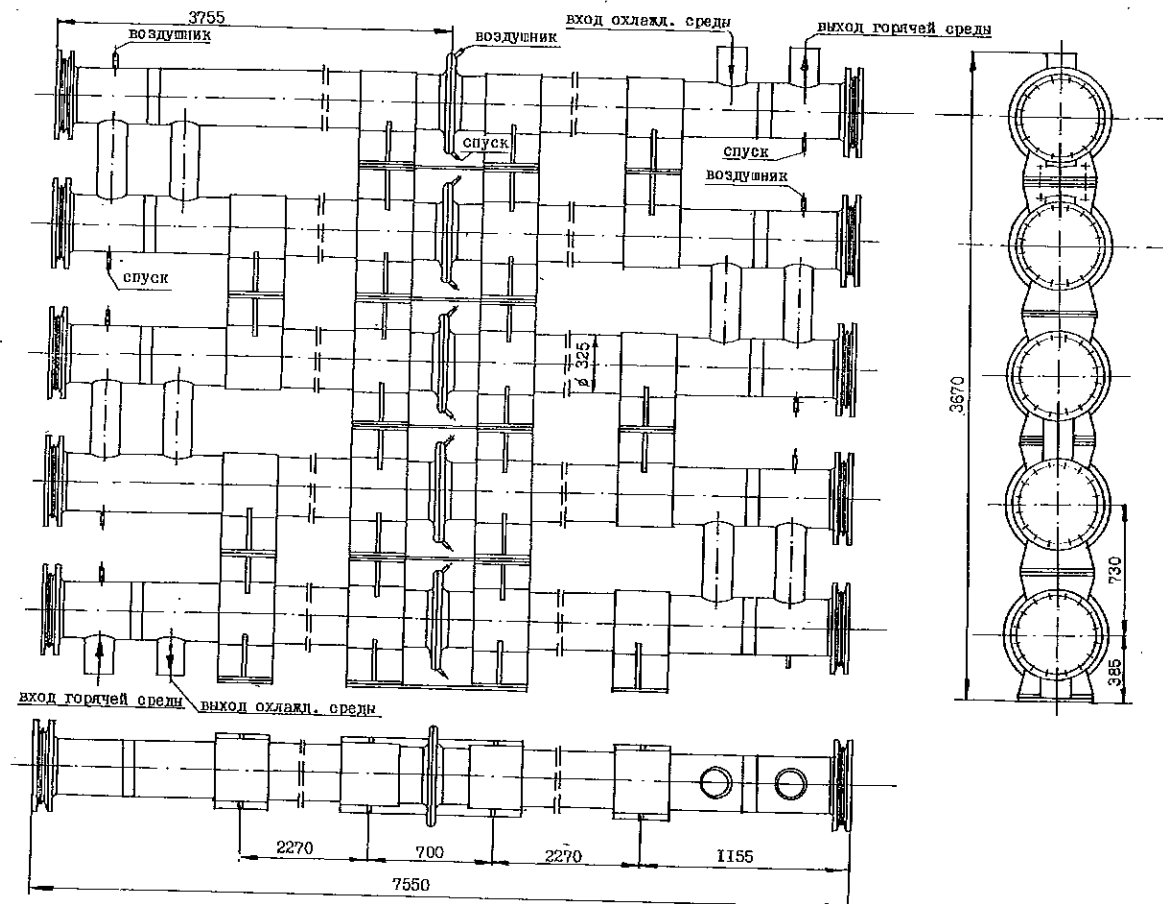 3755
воздушник
воздушник
вход охлажд. среды
выход горячей среды
спуск
спуск
воздушник
спуск
ø 325
3670
730
385
вход горячей среды
выход охлажд. среды
2270
700
2270
II55
7550